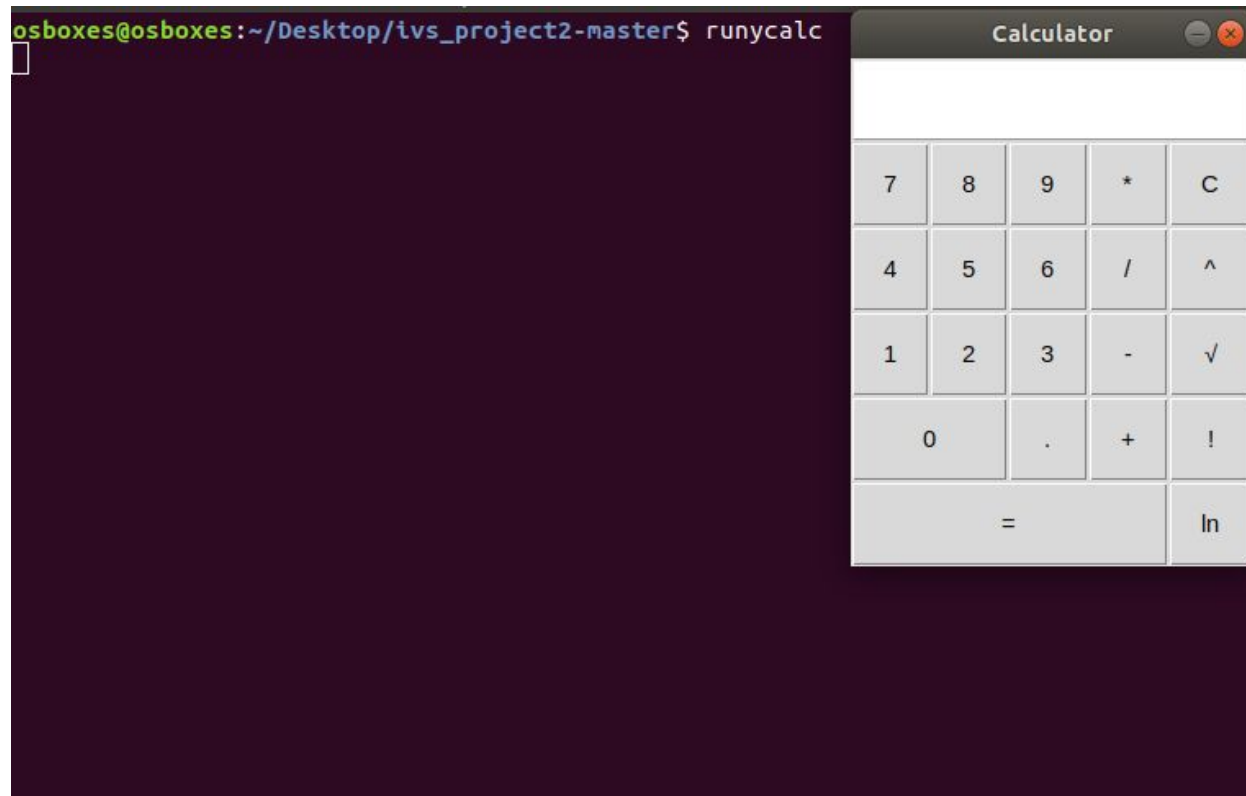 osboxes@osboxes:~/Desktop/ivs_project2-master$ runycalc
Calculator
7 8 9 * C
4 5 6 / ^
1 2 3 - √
0 . + !
= ln